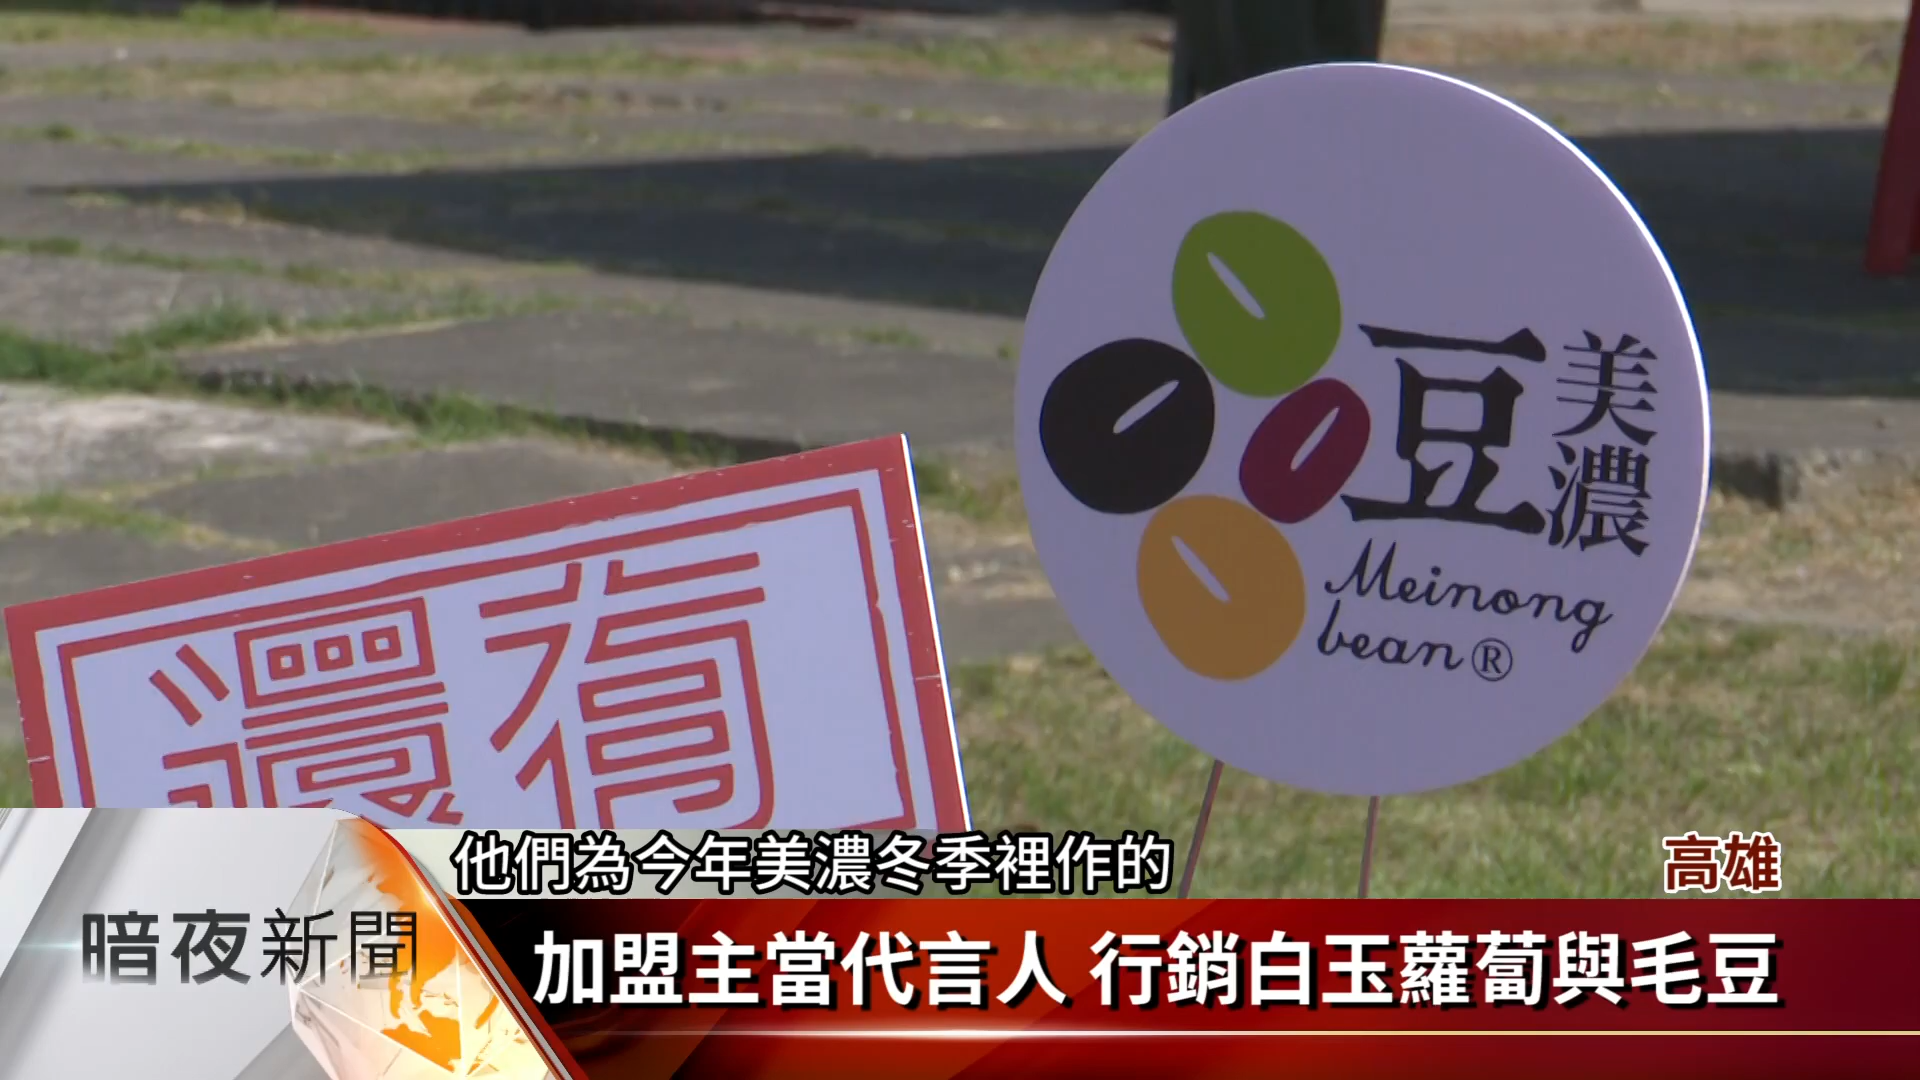 美濃
豆
Meinong
bean®
還有
他們為今年美濃冬季裡作的
高雄
暗夜新聞
加盟主當代言人 行銷白玉蘿蔔與毛豆